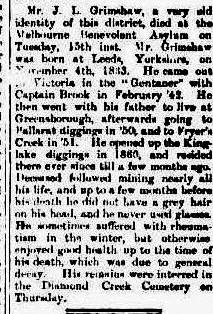 Mr. J. L. Grimshaw, a very old
identity of this district, died at the
Melbourne Benevolent Asylum on
Tuesday, 15th inst. Mr. Grimshaw
was born at Leeds, Yorkshire, on
November 4th, 1833. He came out
to Victoria in the "Gentaner" with
Captain Brook in February '42. He
then went with his father to live at
Greensborough, afterwards going to
Ballarat diggings in '50, and to Fryer's
Creek in '51. He opened up the King-
lake diggings in 1860, and resided
there ever since till a few months ago.
Deceased followed mining nearly all
his life, and up to a few months before
his death he did not have a grey hair
on his head, and he never used glasses.
He sometimes suffered with rheuma-
tism in the winter, but otherwise
enjoyed good health up to the time of
his death, which was due to general
decay. His remains were interred in
the Diamond Creek Cemetery on
Thursday.